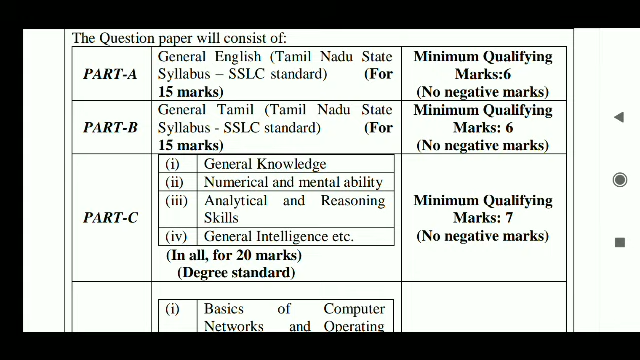 The Question paper will consist of:
PART-A
General English (Tamil Nadu State
Syllabus – SSLC standard) (For
15 marks)
Minimum Qualifying
Marks:6
(No negative marks)
PART-B
General Tamil (Tamil Nadu State
Syllabus - SSLC standard) (For
15 marks)
Minimum Qualifying
Marks: 6
(No negative marks)
PART-C
(i) General Knowledge
(ii) Numerical and mental ability
(iii) Analytical and Reasoning
Skills
(iv) General Intelligence etc.
(In all, for 20 marks)
(Degree standard)
Minimum Qualifying
Marks: 7
(No negative marks)
(i) Basics of Computer
Networks and Operating